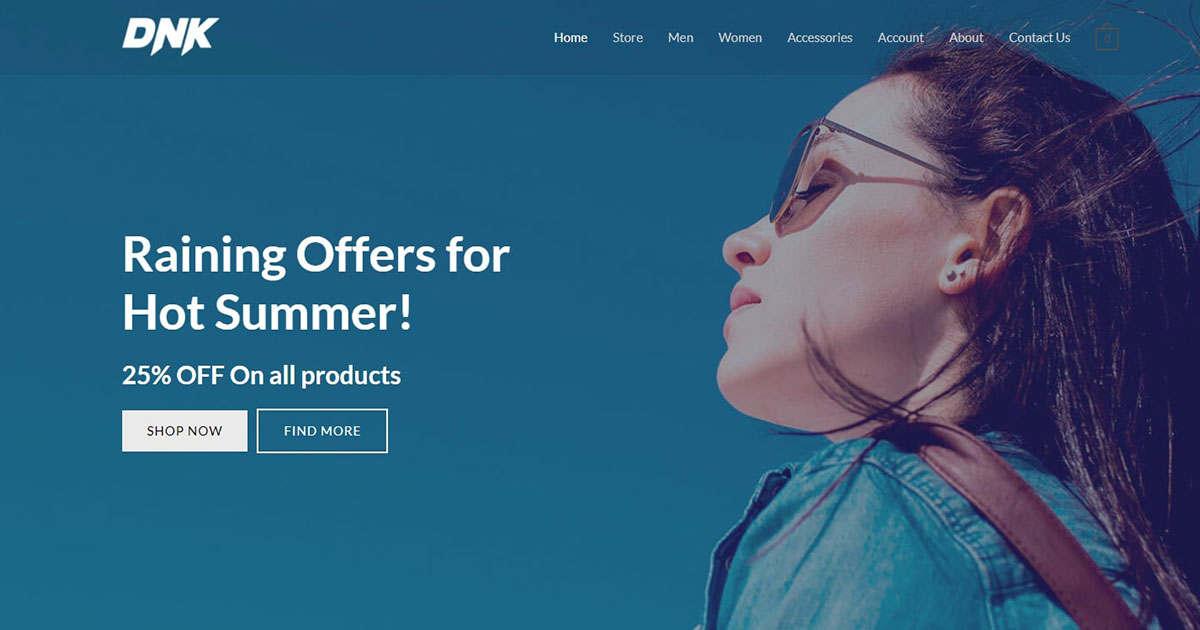 DNK
Home Store Men Women Accessories Account About Contact Us 0
Raining Offers for
Hot Summer!
25% OFF On all products
SHOP NOW FIND MORE